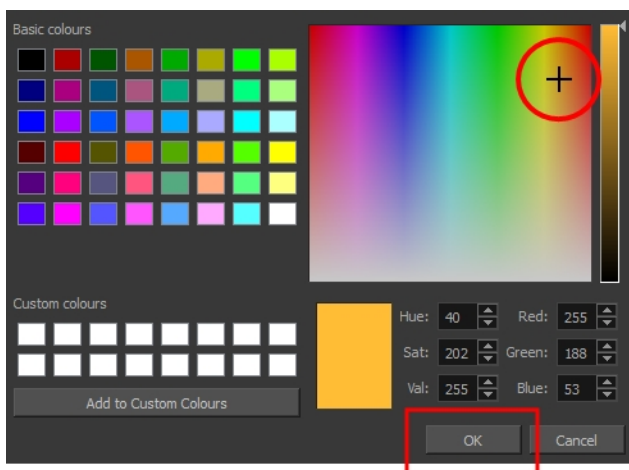 Basic colours
Custom colours
Add to Custom Colours
Hue: 40 Red: 255
Sat: 202 Green: 188
Val: 255 Blue: 53
OK Cancel